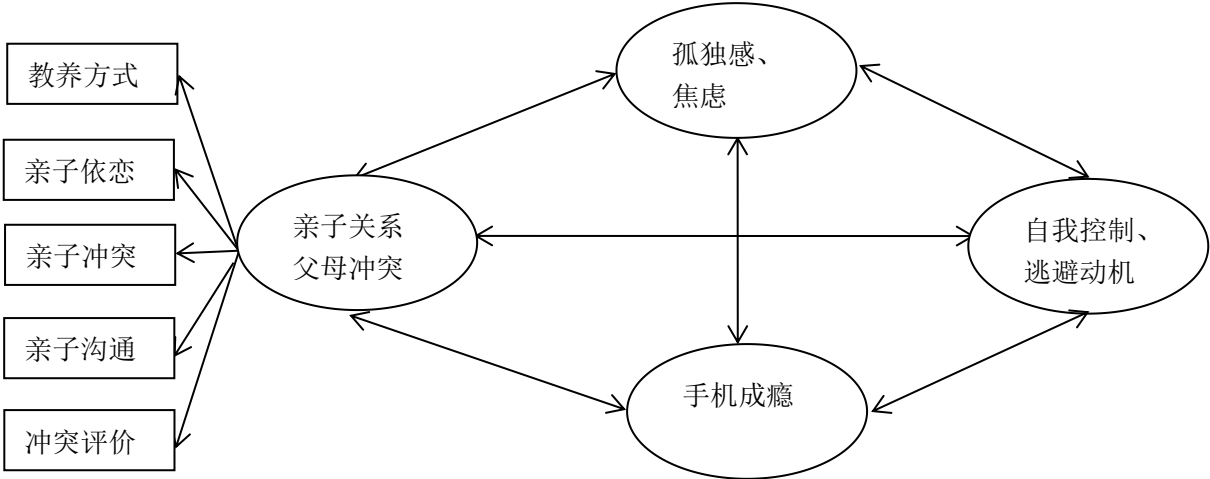 教养方式
亲子依恋
亲子冲突
亲子沟通
冲突评价
亲子关系
父母冲突
孤独感、
焦虑
自我控制、
逃避动机
手机成瘾